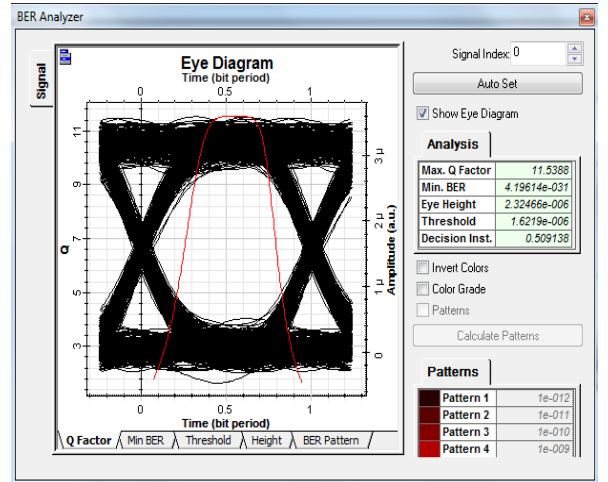 BER Analyzer
Signal
Eye Diagram
Time (bit period)
0 0.5 1
Q
3 5 7 9 11
Amplitude (a.u.)
0 1 µ 2 µ 3 µ
0 0.5 1
Time (bit period)
Q Factor Min BER Threshold Height BER Pattern
Signal Index: 0
Auto Set
Show Eye Diagram
Analysis
Max. Q Factor 11.5388
Min. BER 4.19614e-031
Eye Height 2.32466e-006
Threshold 1.6219e-006
Decision Inst. 0.509138
Invert Colors
Color Grade
Patterns
Calculate Patterns
Patterns
Pattern 1 1e-012
Pattern 2 1e-011
Pattern 3 1e-010
Pattern 4 1e-009